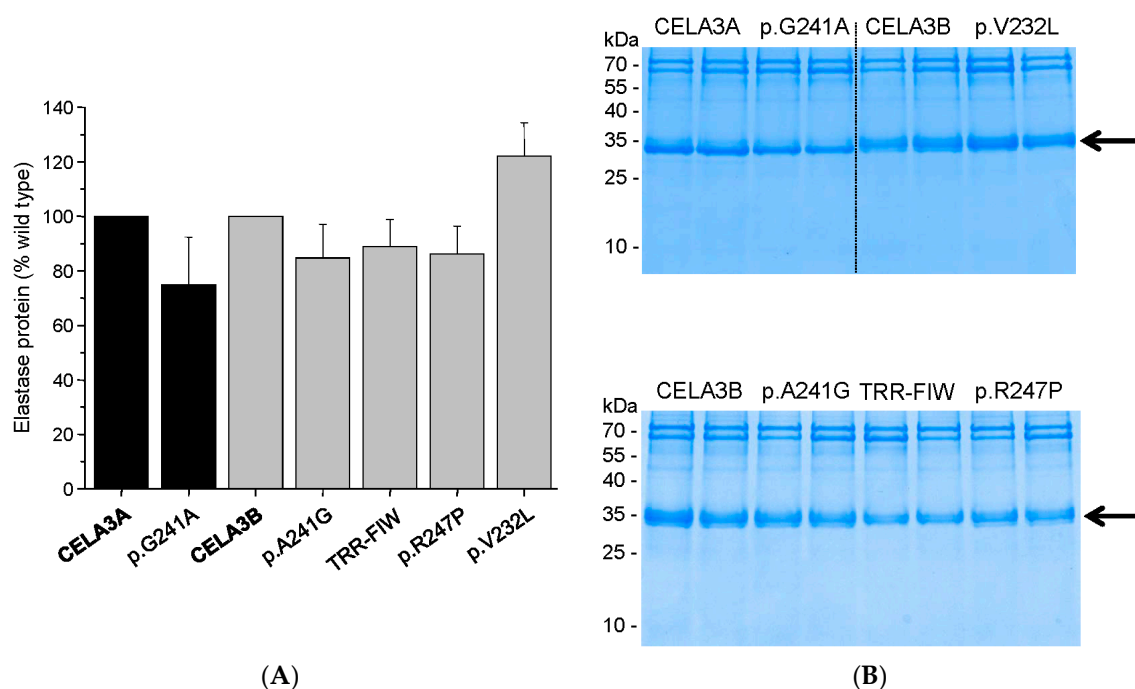 Elastase protein (% wild type)
140
120
100
80
60
40
20
0
CELA3A
p.G241A
CELA3B
p.A241G
TRR-FIW
p.R247P
p.V232L
(A)
CELA3A p.G241A CELA3B p.V232L
kDa
70 -
55 -
40 -
35 -
25 -
10 -
CELA3B p.A241G TRR-FIW p.R247P
kDa
70 -
55 -
40 -
35 -
25 -
10 -
(B)